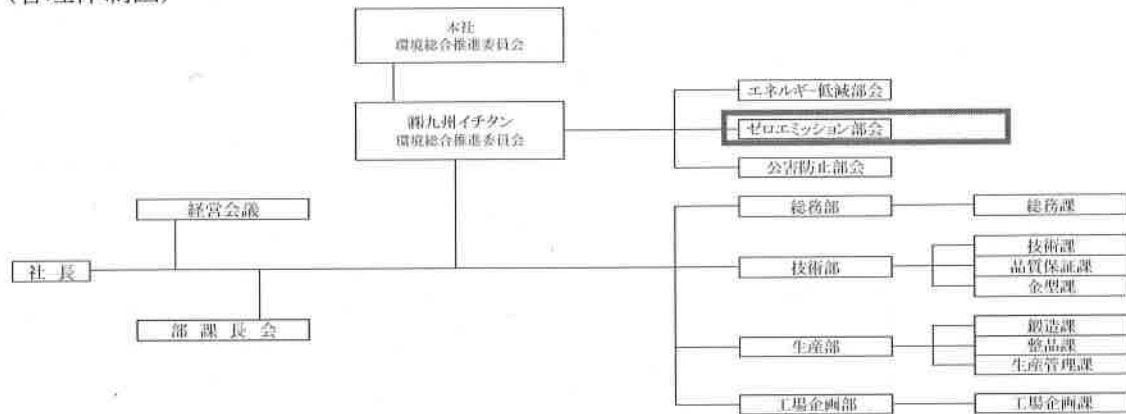 (管理体制図)
本社
環境総合推進委員会
㈱九州イチタン
環境総合推進委員会
エネルギー低減部会
ゼロエミッション部会
公害防止部会
経営会議
総務部
総務課
社 長
技術部
技術課
品質保証課
金型課
部 課 長 会
生産部
鍛造課
整品課
生産管理課
工場企画部
工場企画課